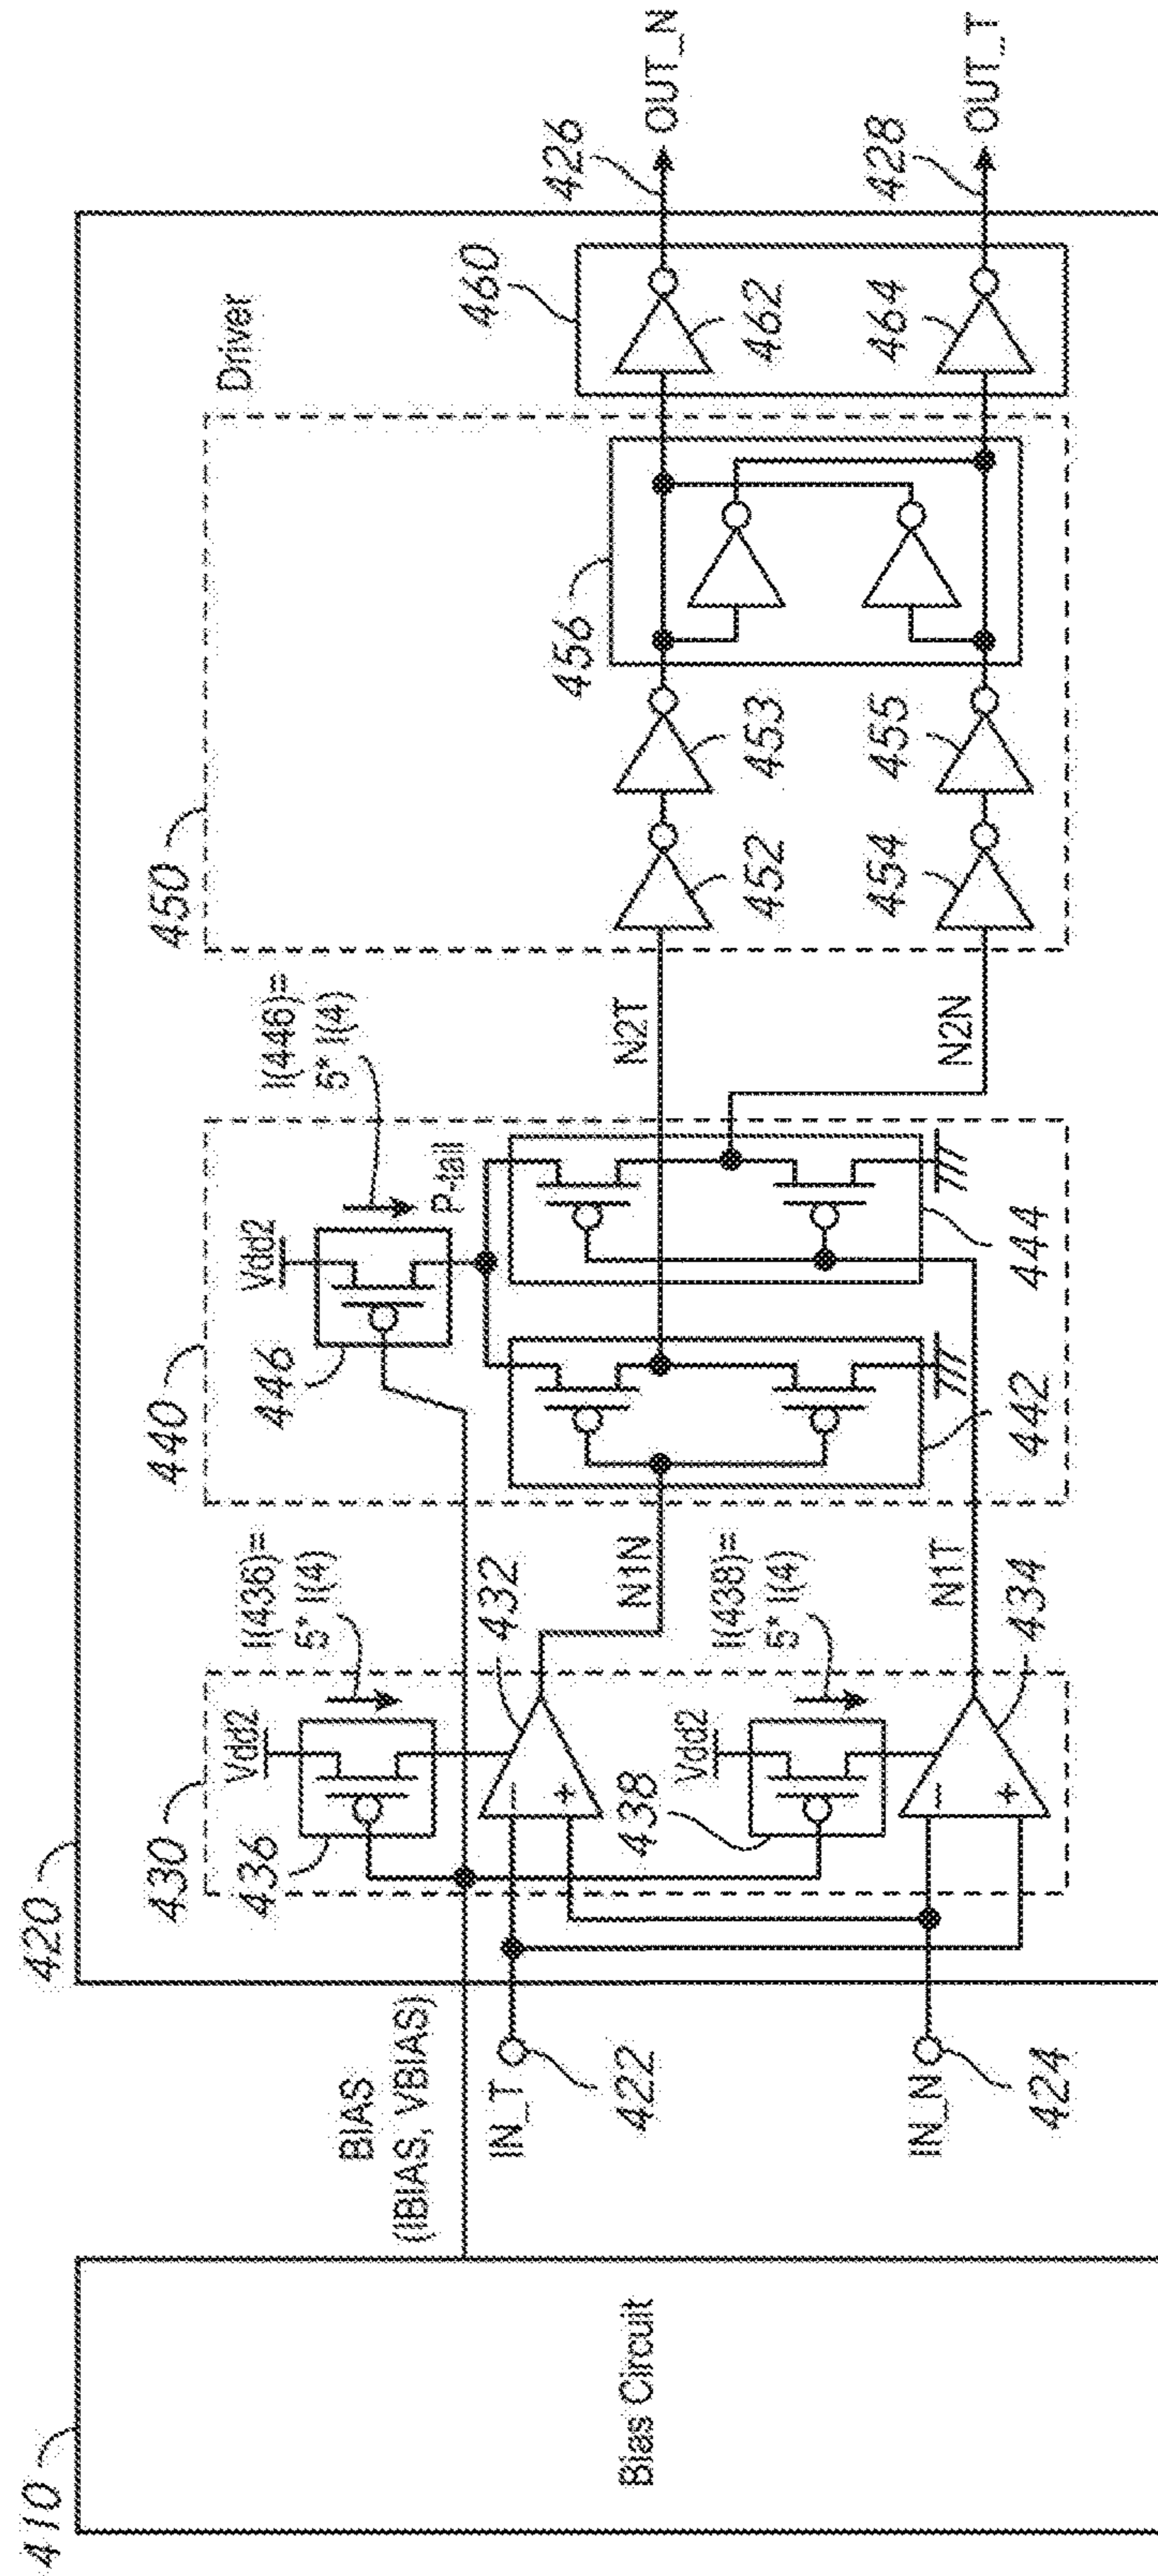 410
Bias Circuit
BIAS
(IBIAS, VBIAS)
IN_T
422
IN_N
424
420
Driver
430
436
Vdd2
I(436)=
5* I(4)
432
−
+
N1N
438
Vdd2
I(438)=
5* I(4)
434
−
+
N1T
440
446
Vdd2
I(446)=
5* I(4)
P-tail
442
444
N2T
N2N
450
452
453
454
455
456
460
462
464
426
OUT_N
428
OUT_T